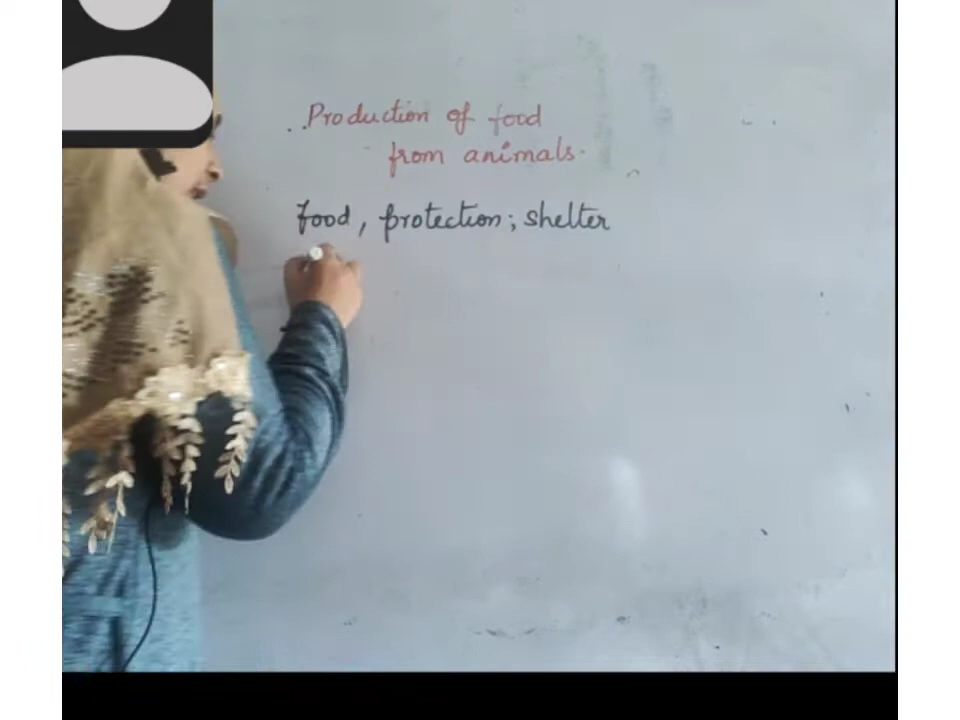 Production of food
from animals.
food, protection; shelter